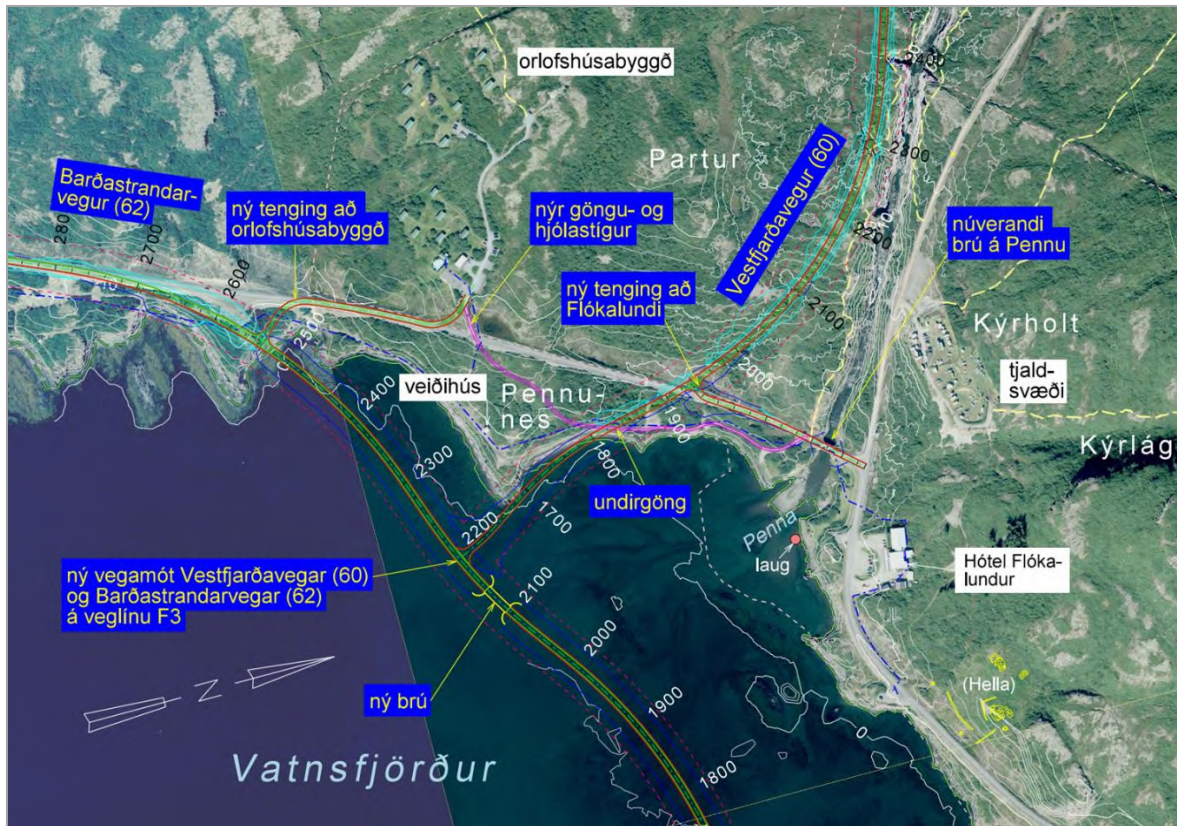 orlofshúsabyggð
2400
Barðastrandar-
vegur (62)
ný tenging að
orlofshúsabyggð
Partur
Vestfjarðavegur (60)
2300
nýr göngu- og
hjólastígur
núverandi
brú á Pennu
2200
2700
2600
ný tenging að
Flókalundi
2100
Kýrholt
2500
2000
tjald-
svæði
veiðihús
Pennu-
nes
2400
1900
Kýrlág
2300
1800
undirgöng
2200
1700
Penna
laug
Hótel Flóka-
lundur
ný vegamót Vestfjarðavegar (60)
og Barðastrandarvegar (62)
á veglínu F3
2100
2000
N
(Hella)
ný brú
1900
0
Vatnsfjörður
1800